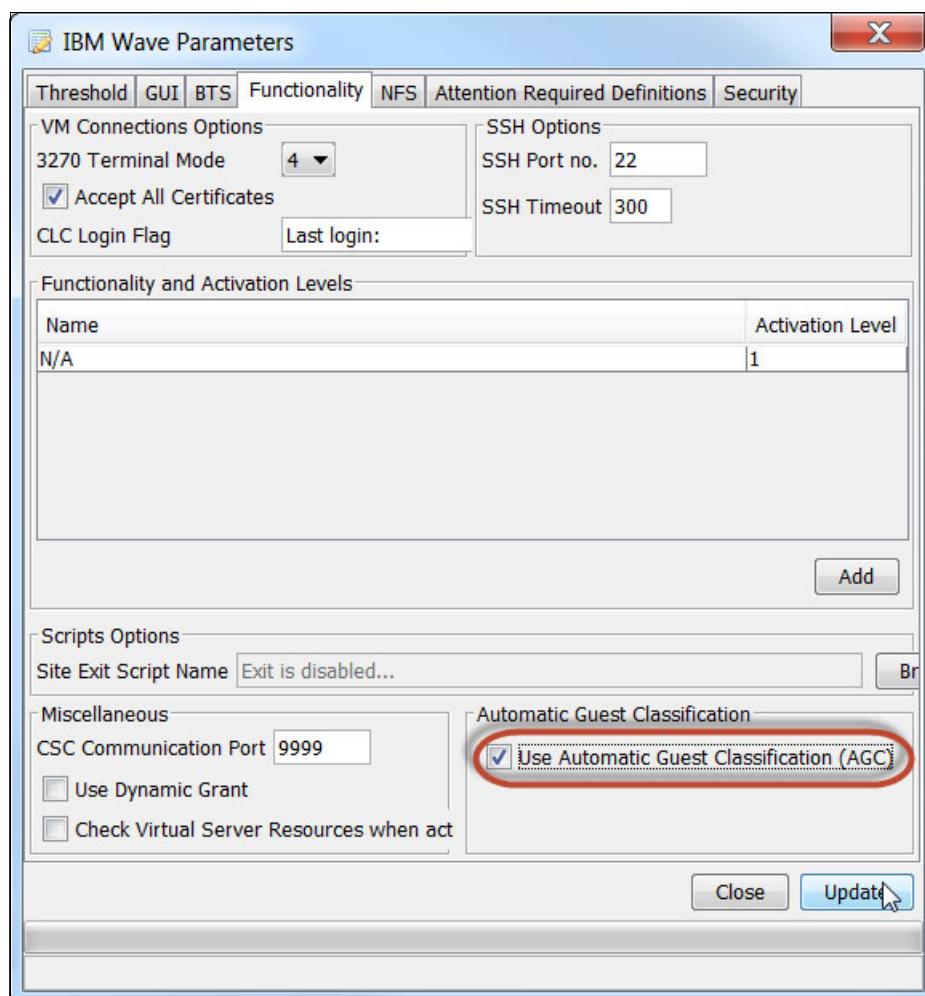 IBM Wave Parameters
Threshold GUI BTS Functionality NFS Attention Required Definitions Security
VM Connections Options
3270 Terminal Mode 4
Accept All Certificates
CLC Login Flag Last login:
SSH Options
SSH Port no. 22
SSH Timeout 300
Functionality and Activation Levels
Name Activation Level
N/A 1
Add
Scripts Options
Site Exit Script Name Exit is disabled... Br
Miscellaneous
CSC Communication Port 9999
Use Dynamic Grant
Check Virtual Server Resources when act
Automatic Guest Classification
Use Automatic Guest Classification (AGC)
Close Update